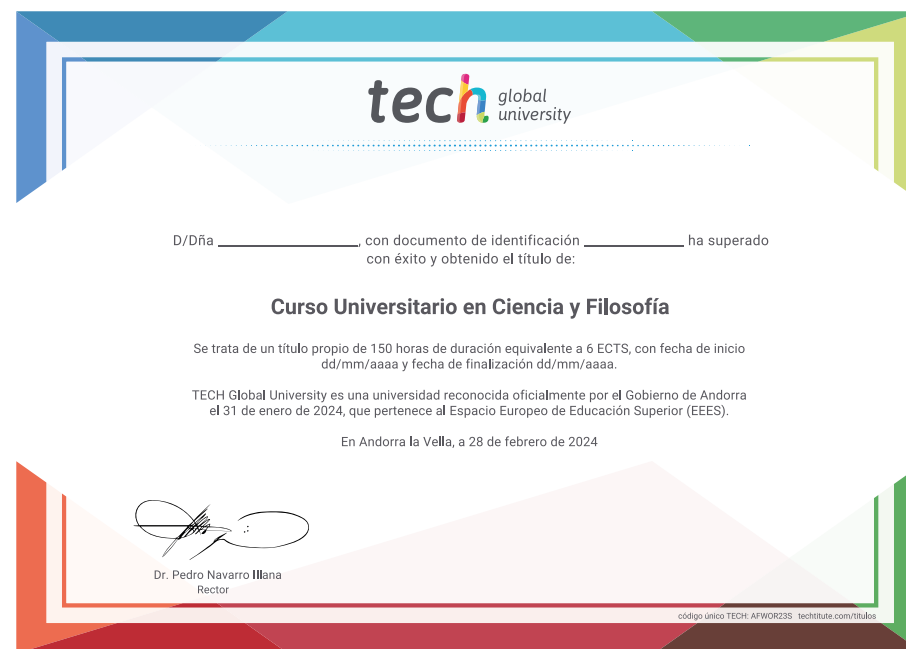 tech global university
D/Dña ____________________, con documento de identificación ______________ ha superado
con éxito y obtenido el título de:
Curso Universitario en Ciencia y Filosofía
Se trata de un título propio de 150 horas de duración equivalente a 6 ECTS, con fecha de inicio
dd/mm/aaaa y fecha de finalización dd/mm/aaaa.
TECH Global University es una universidad reconocida oficialmente por el Gobierno de Andorra
el 31 de enero de 2024, que pertenece al Espacio Europeo de Educación Superior (EEES).
En Andorra la Vella, a 28 de febrero de 2024
Dr. Pedro Navarro Illana
Rector
código único TECH: AFWOR23S techtitute.com/titulos